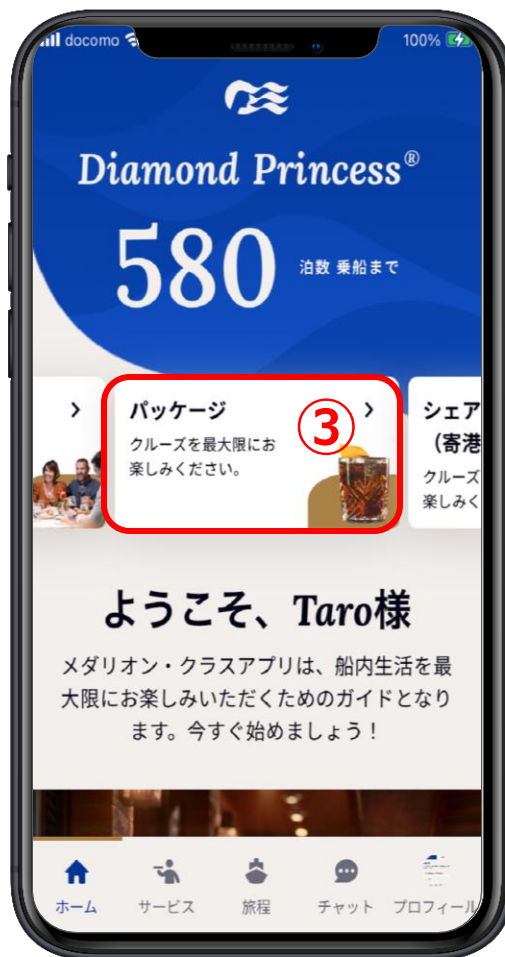 docomo
100%
Diamond Princess®
580 泊数 乗船まで
パッケージ
クルーズを最大限にお
楽しみください。
③
シェア
（寄港
クルーズ
楽しみく
ようこそ、Taro様
メダリオン・クラスアプリは、船内生活を最
大限にお楽しみいただくためのガイドとなり
ます。今すぐ始めましょう！
ホーム
サービス
旅程
チャット
プロフィール